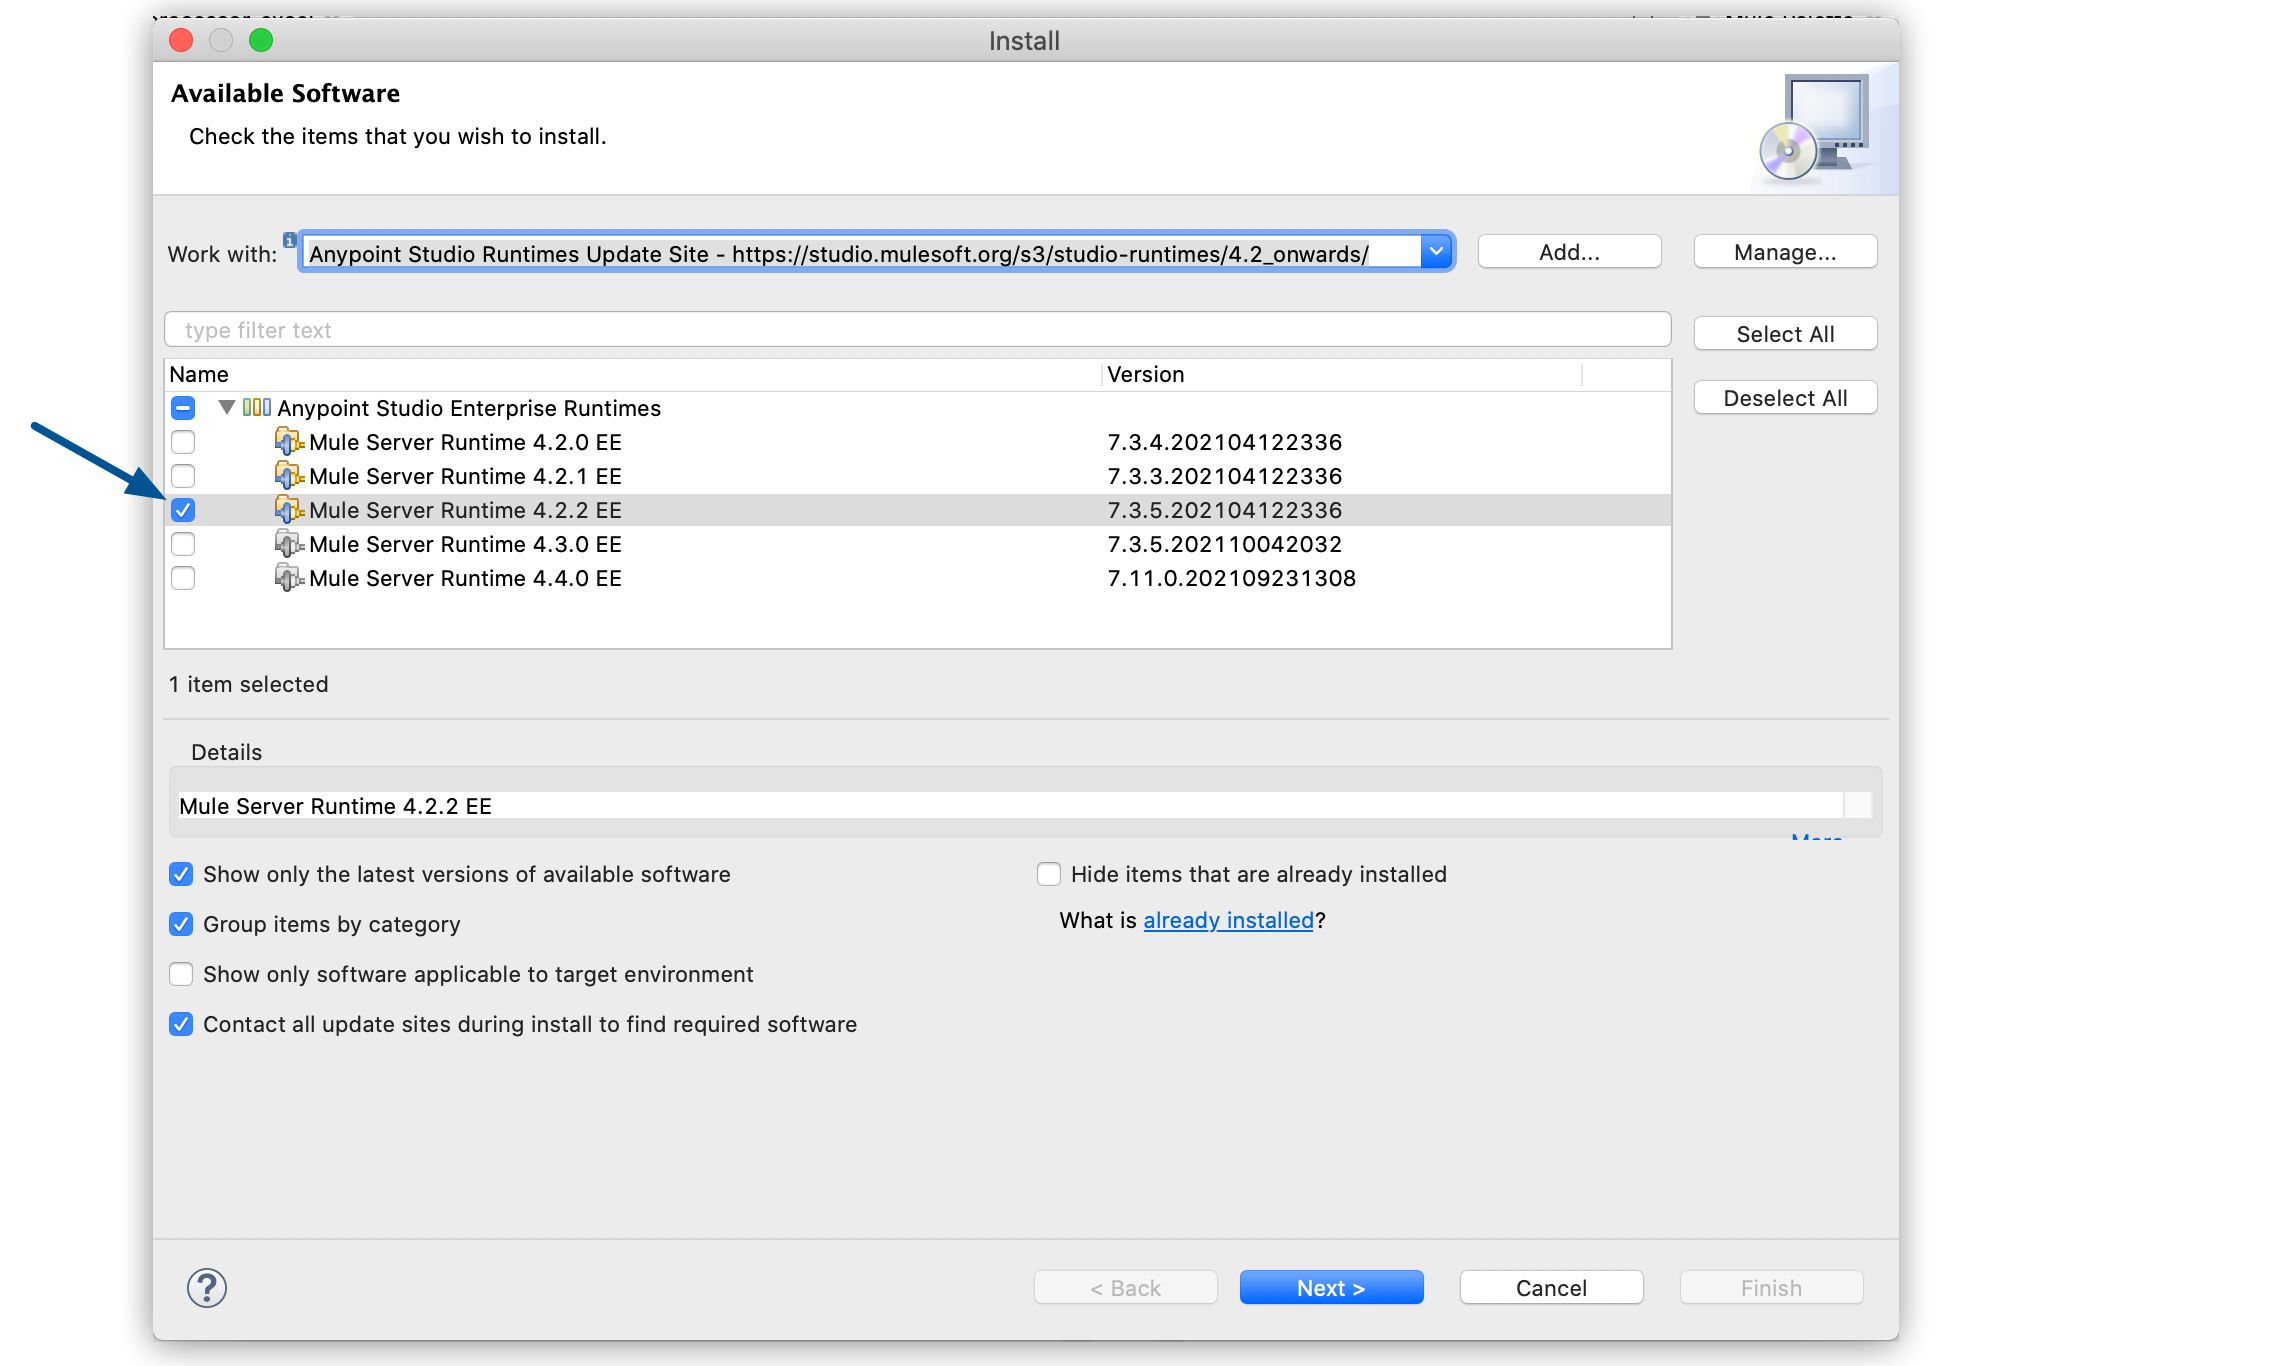 Install
Available Software
Check the items that you wish to install.
Work with: Anypoint Studio Runtimes Update Site - https://studio.mulesoft.org/s3/studio-runtimes/4.2_onwards/ Add... Manage...
type filter text
Select All
Name Version
Deselect All
Anypoint Studio Enterprise Runtimes
Mule Server Runtime 4.2.0 EE 7.3.4.202104122336
Mule Server Runtime 4.2.1 EE 7.3.3.202104122336
Mule Server Runtime 4.2.2 EE 7.3.5.202104122336
Mule Server Runtime 4.3.0 EE 7.3.5.202110042032
Mule Server Runtime 4.4.0 EE 7.11.0.202109231308
1 item selected
Details
Mule Server Runtime 4.2.2 EE
More
Show only the latest versions of available software Hide items that are already installed
Group items by category What is already installed?
Show only software applicable to target environment
Contact all update sites during install to find required software
? < Back Next > Cancel Finish